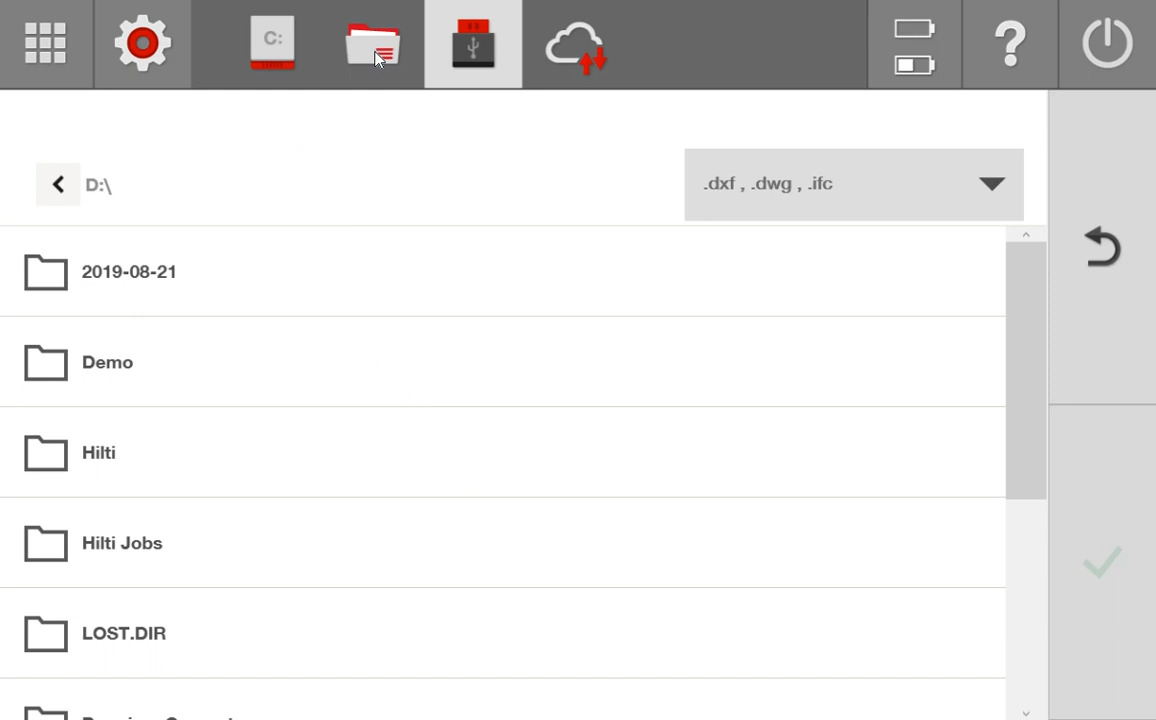 C:
?
D:\
.dxf , .dwg , .ifc
2019-08-21
Demo
Hilti
Hilti Jobs
LOST.DIR